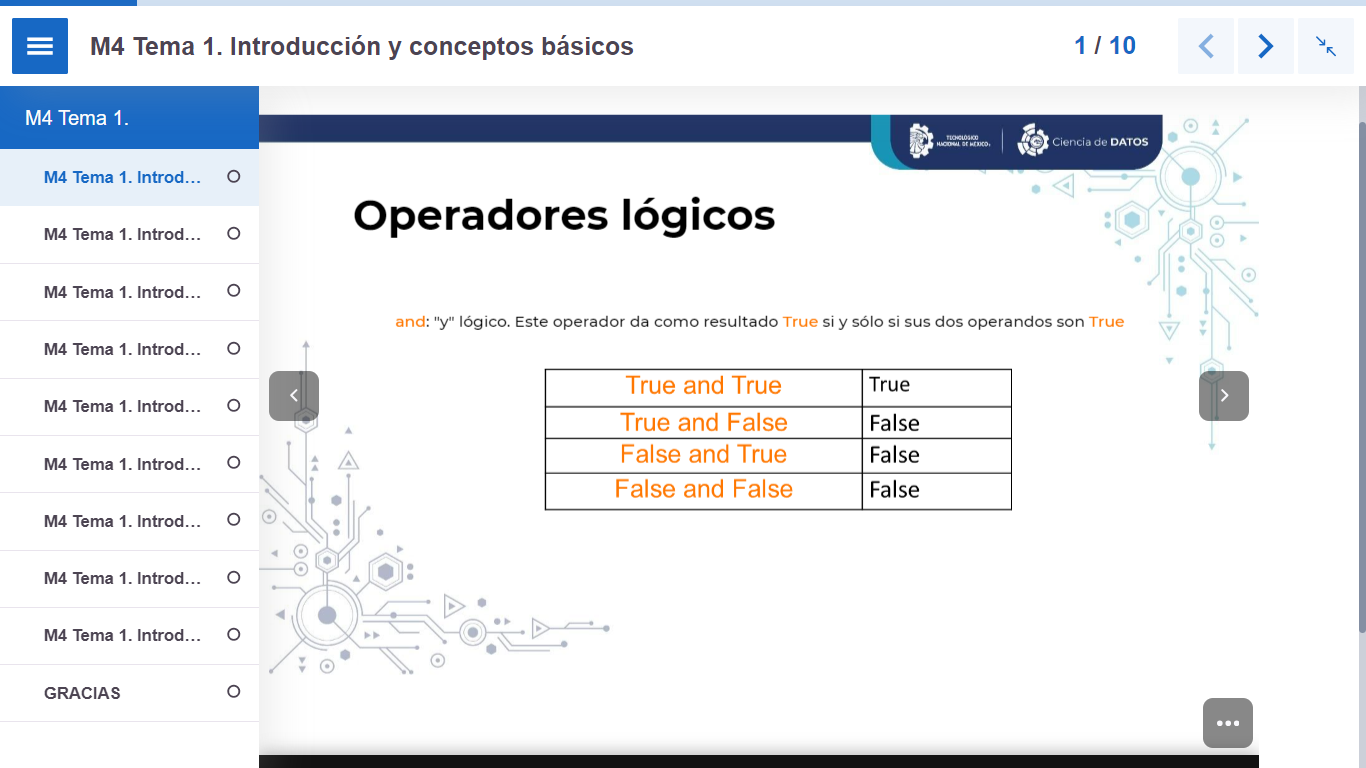 M4 Tema 1. Introducción y conceptos básicos
1 / 10
M4 Tema 1.
M4 Tema 1. Introd...
M4 Tema 1. Introd...
M4 Tema 1. Introd...
M4 Tema 1. Introd...
M4 Tema 1. Introd...
M4 Tema 1. Introd...
M4 Tema 1. Introd...
M4 Tema 1. Introd...
M4 Tema 1. Introd...
GRACIAS
TECNOLÓGICO
NACIONAL DE MÉXICO
Ciencia de DATOS
Operadores lógicos
and: "y" lógico. Este operador da como resultado True si y sólo si sus dos operandos son True
True and True True
True and False False
False and True False
False and False False